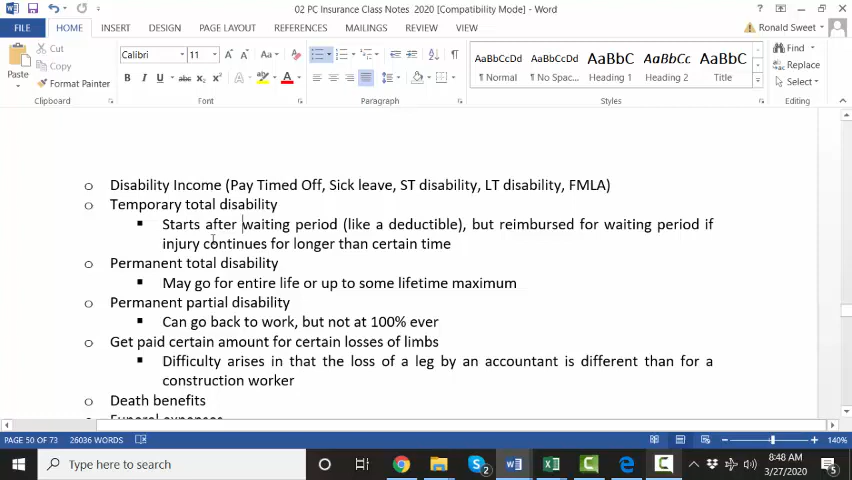 02 PC Insurance Class Notes 2020 [Compatibility Mode] - Word
FILE HOME INSERT DESIGN PAGE LAYOUT REFERENCES MAILINGS REVIEW VIEW Ronald Sweet
Paste Cut Copy Format Painter
Calibri 11
B I U abc x₂ x²
AaBbCcDd AaBbCcDd AaBbC AaBbCc AaBbC
¶ Normal ¶ No Spac... Heading 1 Heading 2 Title
Find Replace Select
Clipboard Font Paragraph Styles Editing
o Disability Income (Pay Timed Off, Sick leave, ST disability, LT disability, FMLA)
o Temporary total disability
▪ Starts after waiting period (like a deductible), but reimbursed for waiting period if
injury continues for longer than certain time
o Permanent total disability
▪ May go for entire life or up to some lifetime maximum
o Permanent partial disability
▪ Can go back to work, but not at 100% ever
o Get paid certain amount for certain losses of limbs
▪ Difficulty arises in that the loss of a leg by an accountant is different than for a
construction worker
o Death benefits
o Funeral expenses
PAGE 50 OF 73 26036 WORDS 140%
Type here to search 2 8:48 AM
3/27/2020 5